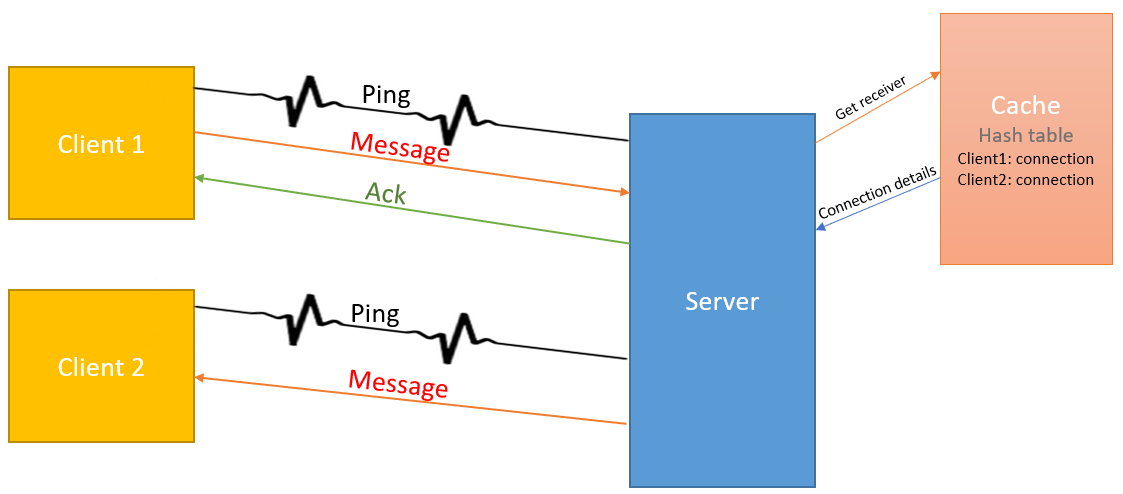 Client 1
Ping
Message
Ack
Client 2
Ping
Message
Server
Get receiver
Connection details
Cache
Hash table
Client1: connection
Client2: connection